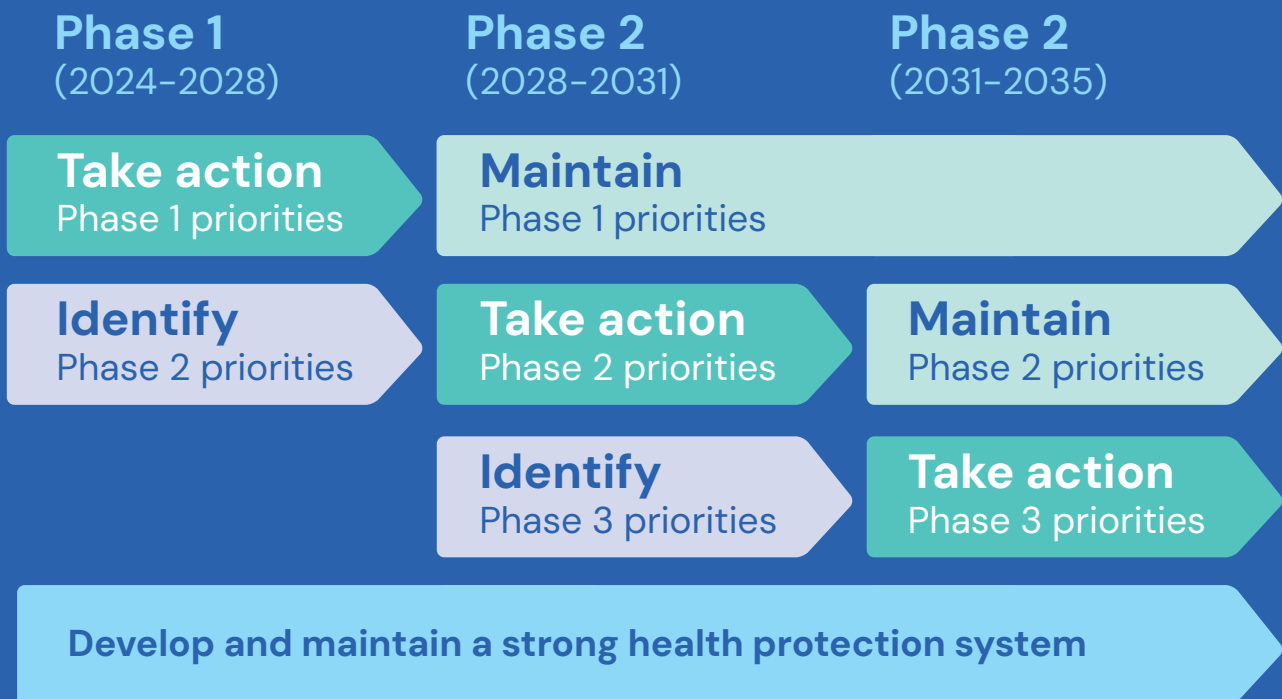 Phase 1
(2024-2028)
Phase 2
(2028-2031)
Phase 2
(2031-2035)
Take action
Phase 1 priorities
Maintain
Phase 1 priorities
Identify
Phase 2 priorities
Take action
Phase 2 priorities
Maintain
Phase 2 priorities
Identify
Phase 3 priorities
Take action
Phase 3 priorities
Develop and maintain a strong health protection system